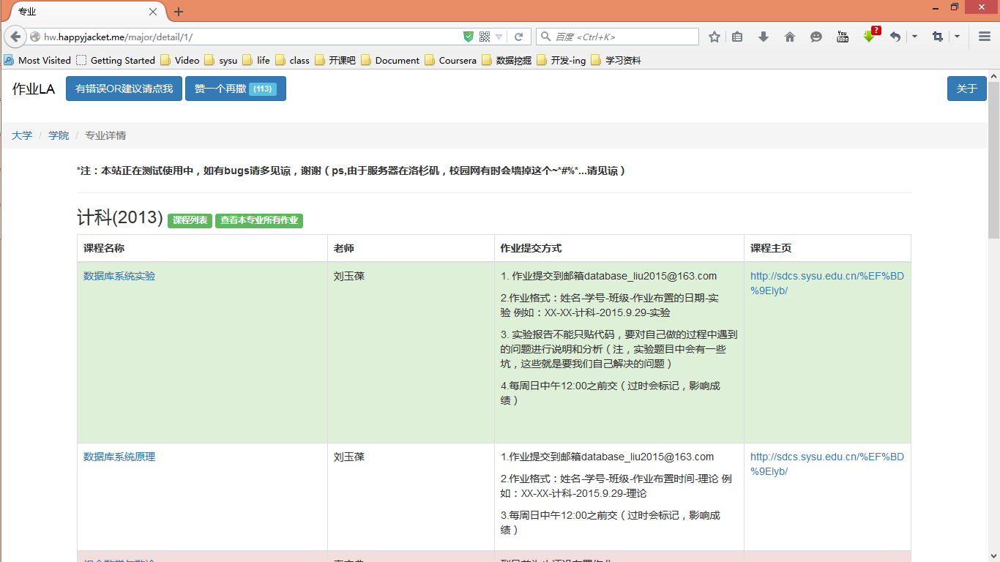 专业
hw.happyjacket.me/major/detail/1/
百度 <Ctrl+K>
You
Tube
?
Most Visited
Getting Started
Video
sysu
life
class
开课吧
Document
Coursera
数据挖掘
开发-ing
学习资料
作业LA
有错误OR建议请点我
赞一个再撤 (113)
关于
大学 / 学院 / 专业详情
*注：本站正在测试使用中，如有bugs请多见谅，谢谢（ps,由于服务器在洛杉矶，校园网有时会墙掉这个~*#%*...请见谅）
计科(2013) 课程列表 查看本专业所有作业
课程名称
老师
作业提交方式
课程主页
数据库系统实验
刘玉葆
1. 作业提交到邮箱database_liu2015@163.com
2.作业格式：姓名-学号-班级-作业布置的日期-实
验 例如：XX-XX-计科-2015.9.29-实验
3. 实验报告不能只贴代码，要对自己做的过程中遇到
的问题进行说明和分析（注，实验题目中会有一些
坑，这些就是要我们自己解决的问题）
4.每周日中午12:00之前交（过时会标记，影响成
绩）
http://sdcs.sysu.edu.cn/%EF%BD
%9Elyb/
数据库系统原理
刘玉葆
1.作业提交到邮箱database_liu2015@163.com
2.作业格式：姓名-学号-班级-作业布置时间-理论 例
如：XX-XX-计科-2015.9.29-理论
3.每周日中午12:00之前交（过时会标记，影响成
绩）
http://sdcs.sysu.edu.cn/%EF%BD
%9Elyb/